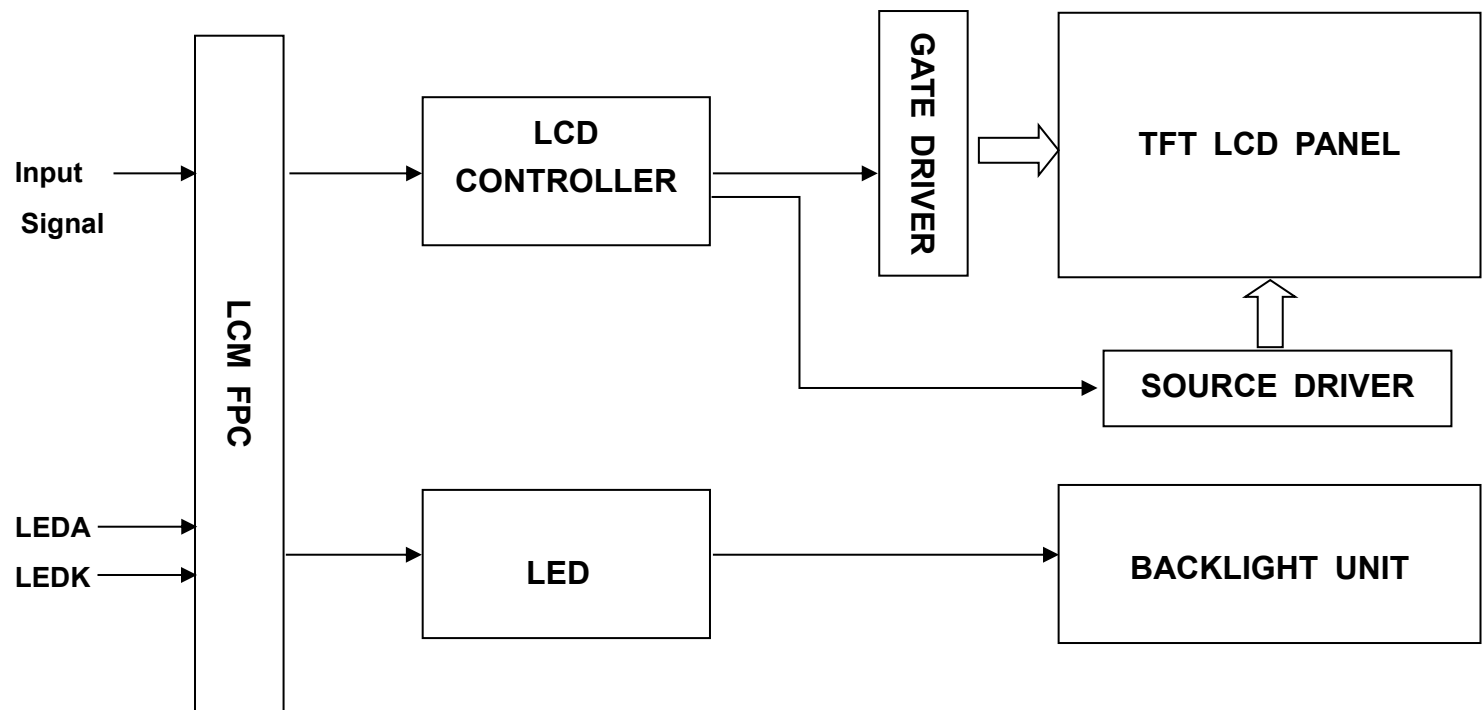 Input
Signal
LEDA
LEDK
LCM FPC
LCD
CONTROLLER
GATE DRIVER
TFT LCD PANEL
SOURCE DRIVER
LED
BACKLIGHT UNIT